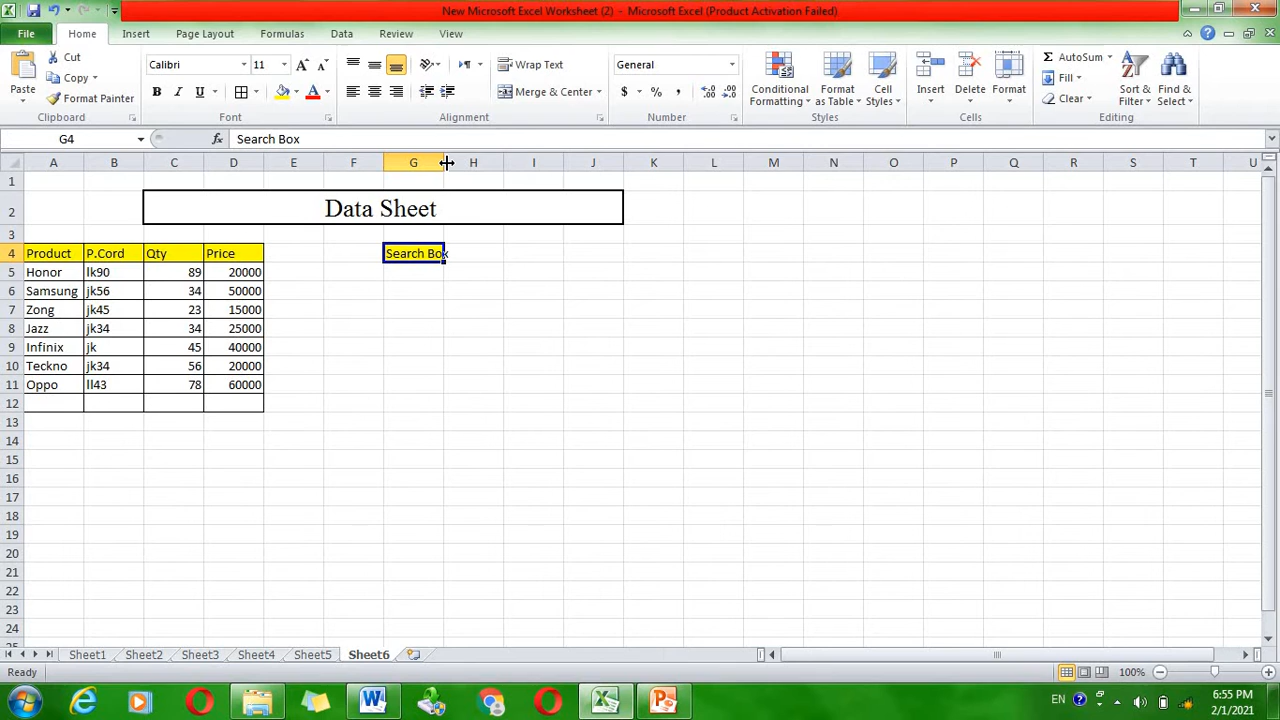 New Microsoft Excel Worksheet (2) - Microsoft Excel (Product Activation Failed)
File Home Insert Page Layout Formulas Data Review View
Cut
Copy
Format Painter
Paste
Clipboard
Calibri 11
B I U
Font
Wrap Text
Merge & Center
Alignment
General
$ % ,
Number
Conditional Formatting
Format as Table
Cell Styles
Styles
Insert Delete Format
Cells
AutoSum
Fill
Clear
Sort & Filter
Find & Select
Editing
G4 fx Search Box
A B C D E F G H I J K L M N O P Q R S T U
1
2 Data Sheet
3
4 Product P.Cord Qty Price Search Box
5 Honor lk90 89 20000
6 Samsung jk56 34 50000
7 Zong jk45 23 15000
8 Jazz jk34 34 25000
9 Infinix jk 45 40000
10 Teckno jk34 56 20000
11 Oppo ll43 78 60000
12
13
14
15
16
17
18
19
20
21
22
23
24
Sheet1 Sheet2 Sheet3 Sheet4 Sheet5 Sheet6
Ready 100%
EN 6:55 PM
2/1/2021